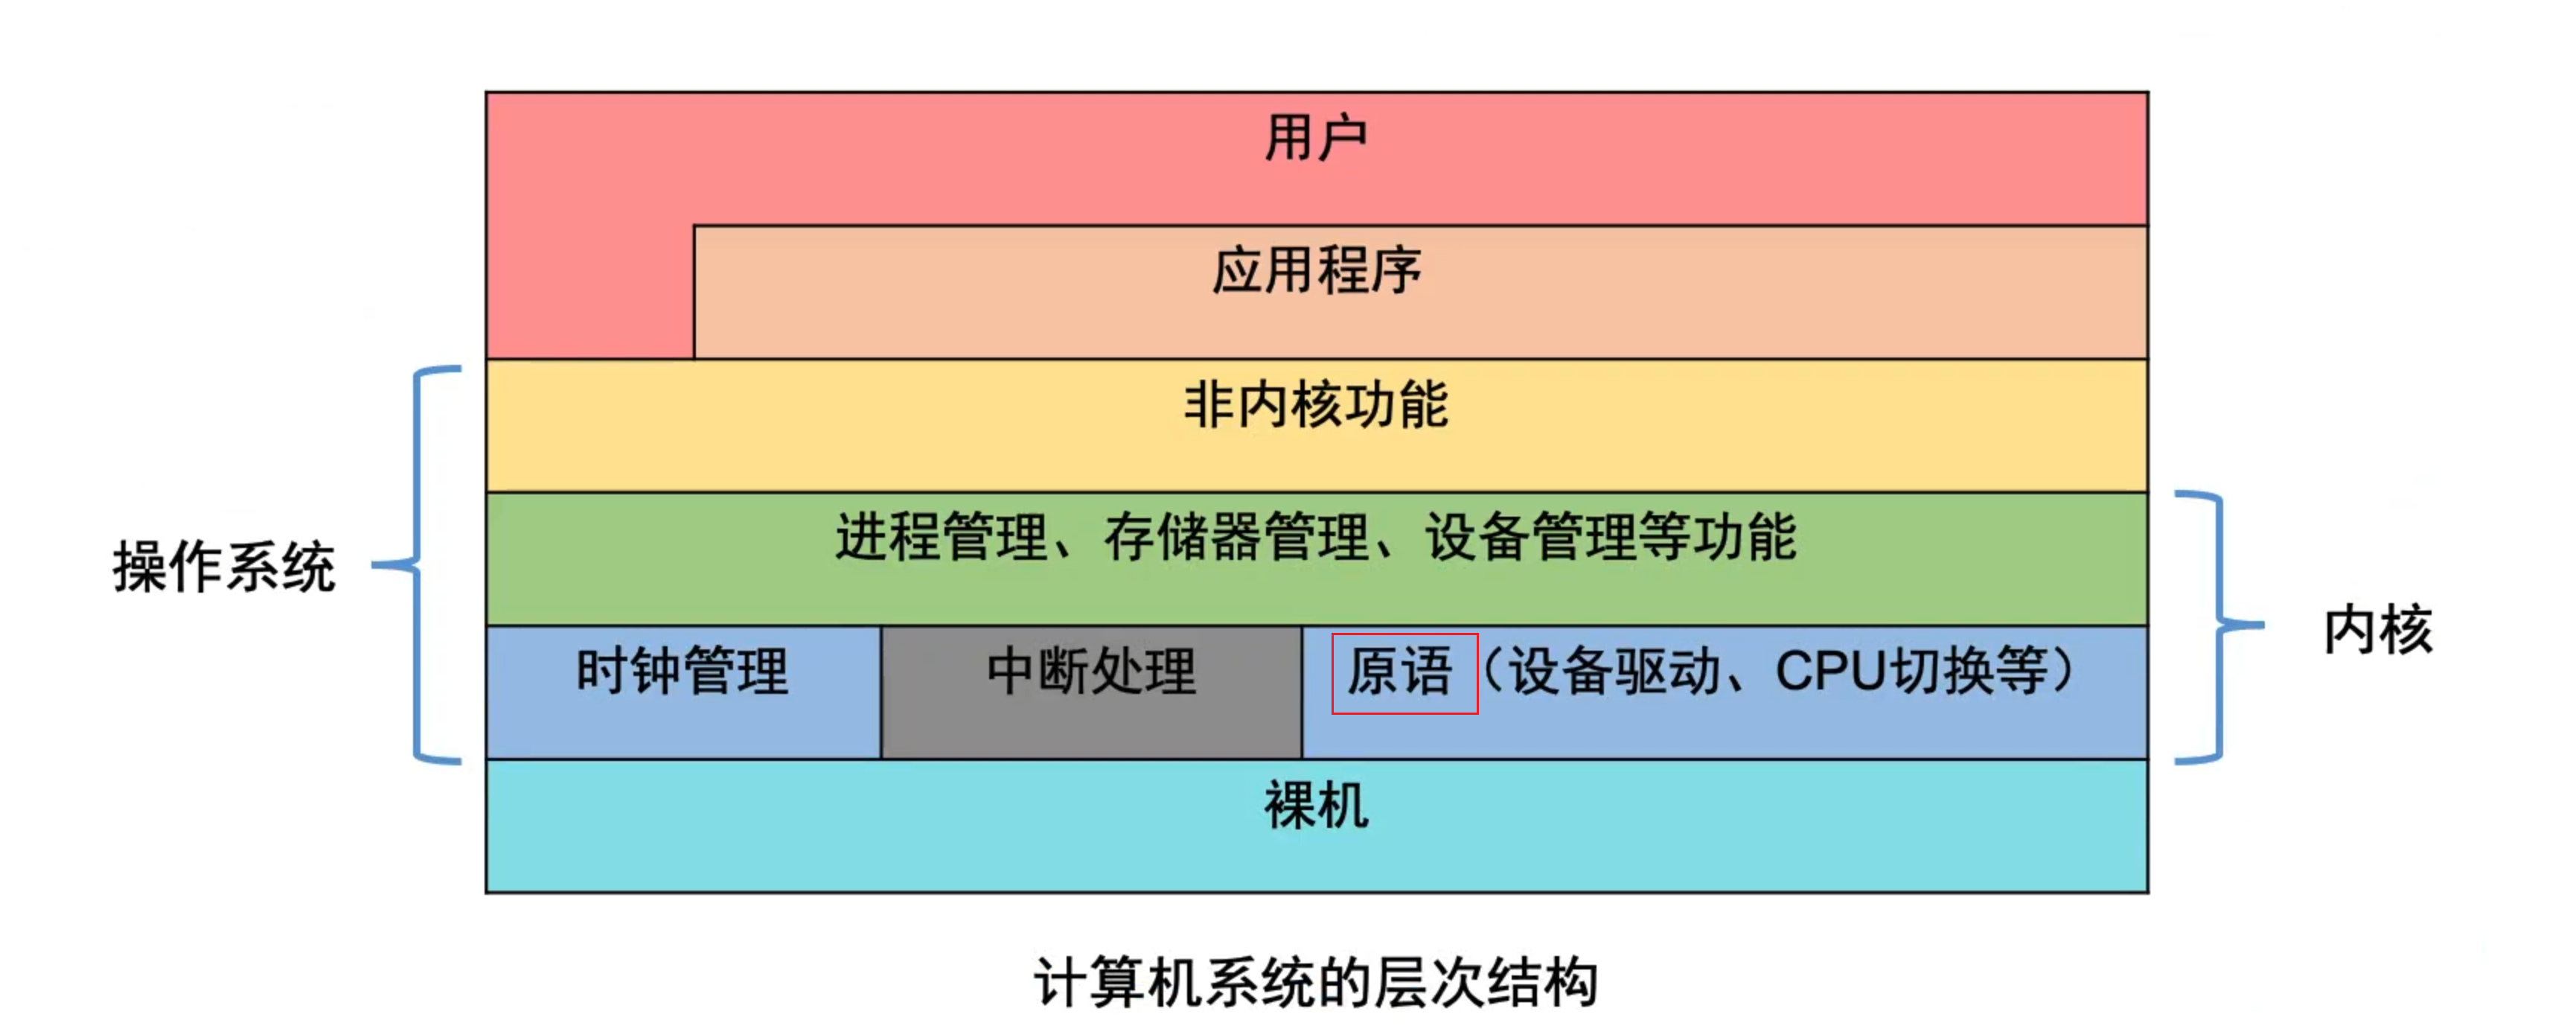 用户
应用程序
非内核功能
操作系统
进程管理、存储器管理、设备管理等功能
内核
时钟管理
中断处理
原语（设备驱动、CPU切换等）
裸机
计算机系统的层次结构